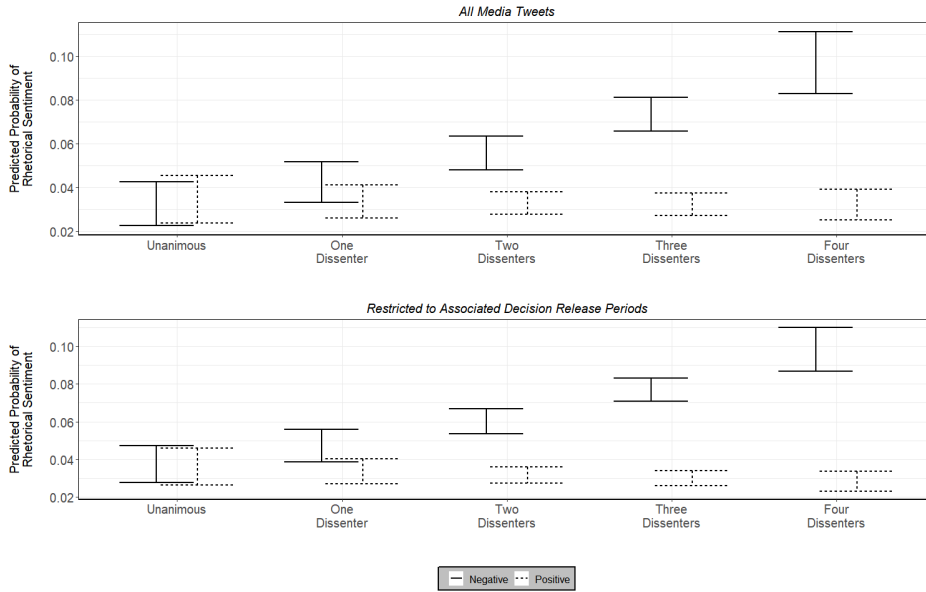 All Media Tweets
Predicted Probability of
Rhetorical Sentiment
0.10
0.08
0.06
0.04
0.02
Unanimous
One
Dissenter
Two
Dissenters
Three
Dissenters
Four
Dissenters
Restricted to Associated Decision Release Periods
Predicted Probability of
Rhetorical Sentiment
0.10
0.08
0.06
0.04
0.02
Unanimous
One
Dissenter
Two
Dissenters
Three
Dissenters
Four
Dissenters
Negative Positive